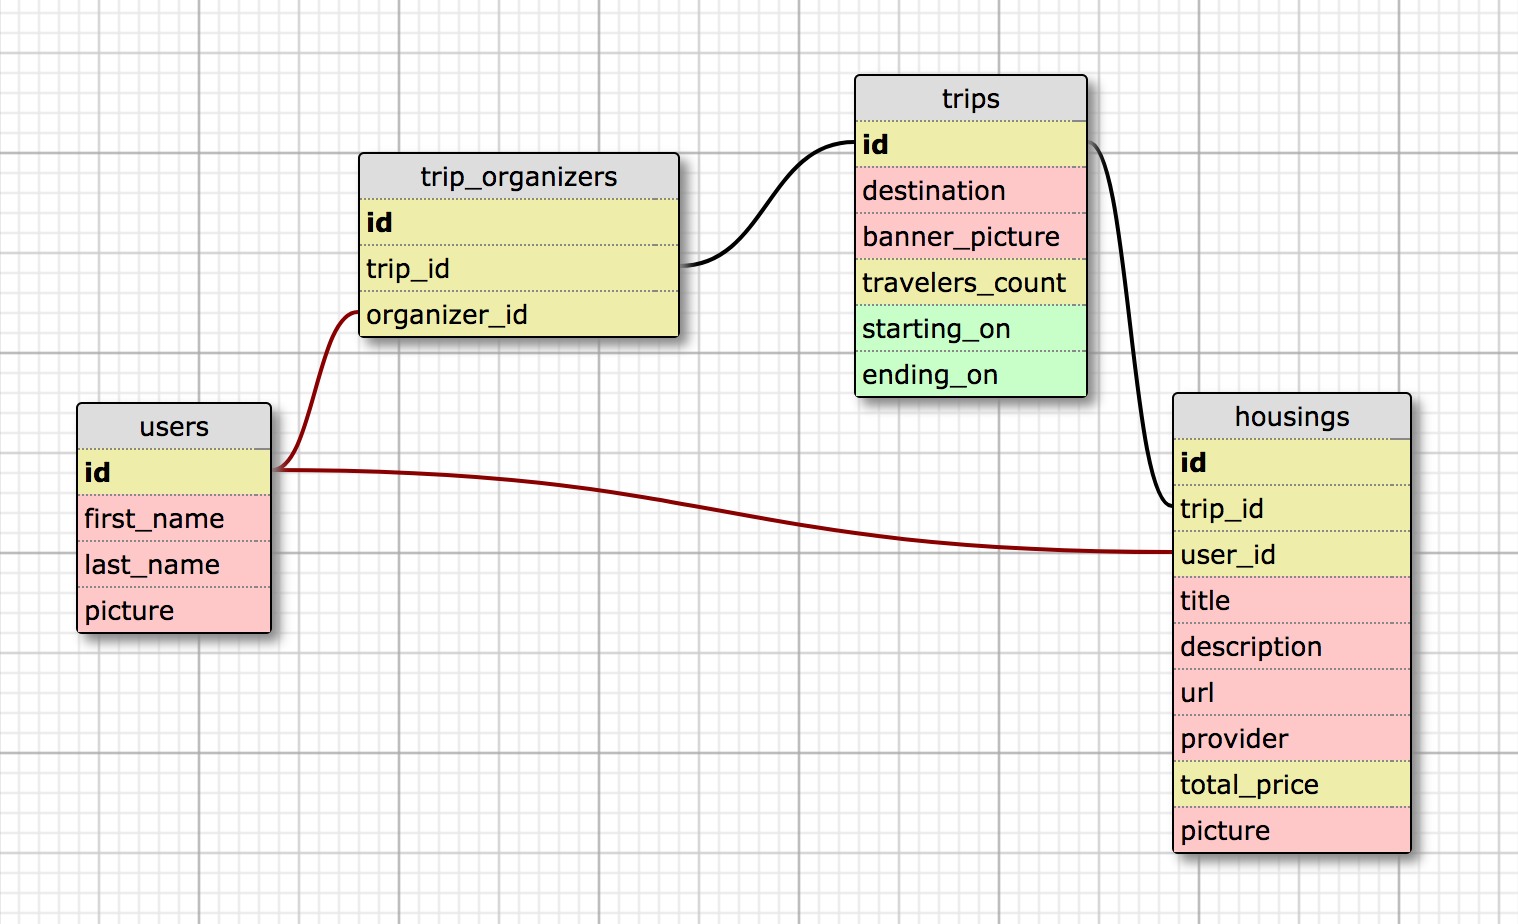 trips
id
destination
banner_picture
travelers_count
starting_on
ending_on
trip_organizers
id
trip_id
organizer_id
users
id
first_name
last_name
picture
housings
id
trip_id
user_id
title
description
url
provider
total_price
picture